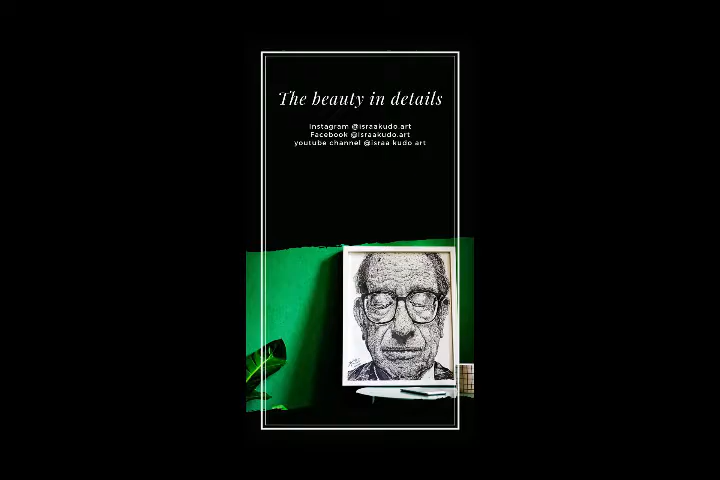 The beauty in details
Instagram @israakudo art
Facebook @israakudo.art
youtube channel @israa kudo art